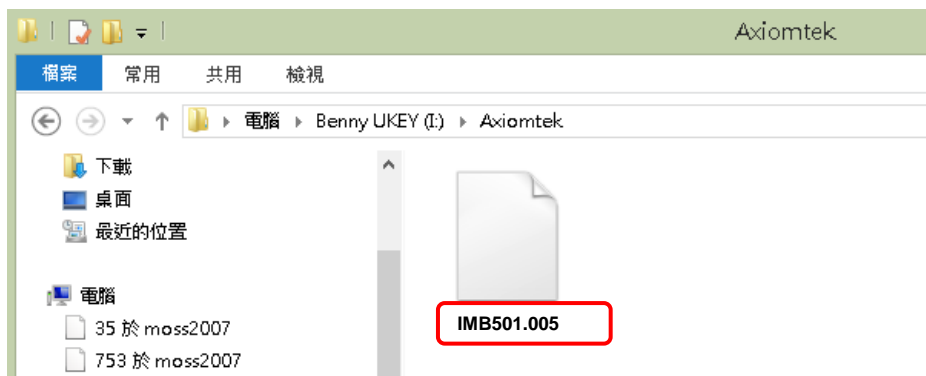 Axiomtek
檔案 常用 共用 檢視
電腦 Benny UKEY (I:) Axiomtek
下載
桌面
最近的位置
電腦
35 於 moss2007
753 於 moss2007
IMB501.005